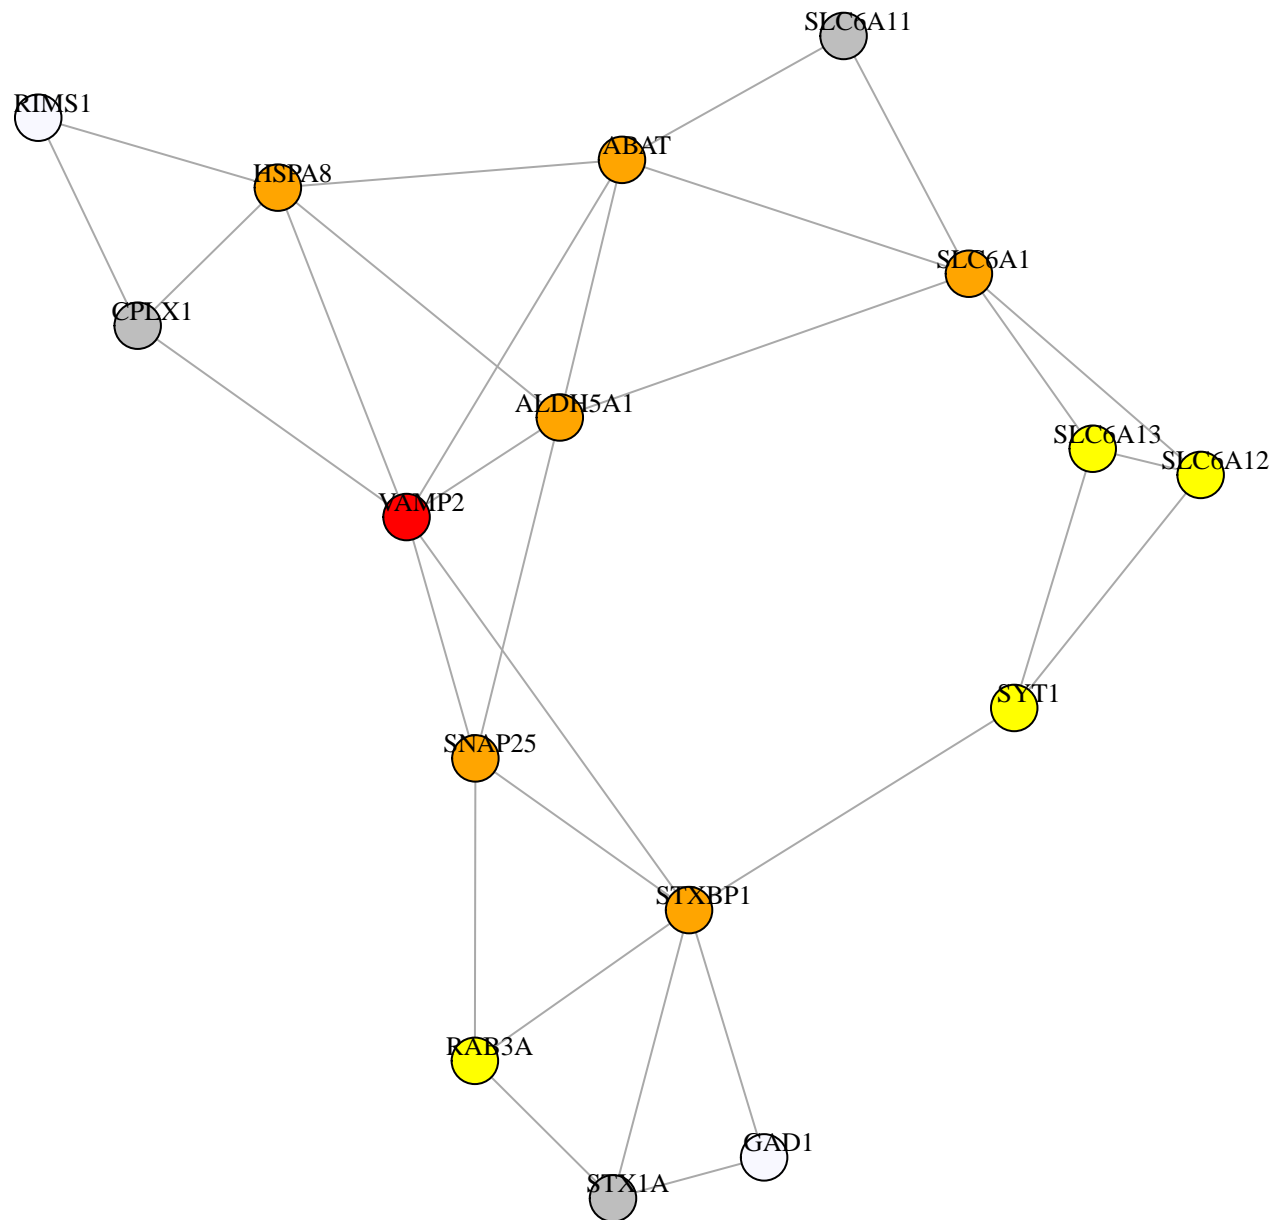 SLC6A11
RIMS1
ABAT
HSPA8
SLC6A1
CPLX1
ALDH5A1
SLC6A13
SLC6A12
VAMP2
SYT1
SNAP25
STXBP1
RAB3A
GAD1
STX1A